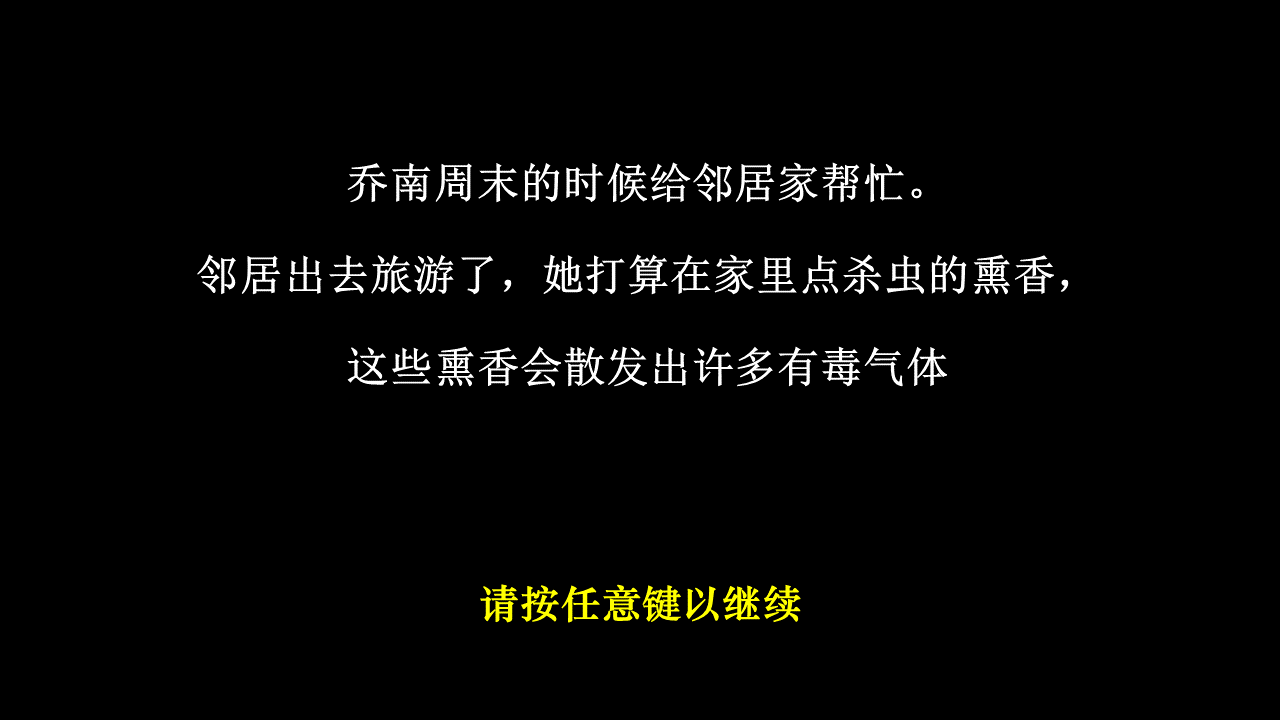 乔南周末的时候给邻居家帮忙。
邻居出去旅游了，她打算在家里点杀虫的熏香，
这些熏香会散发出许多有毒气体
请按任意键以继续